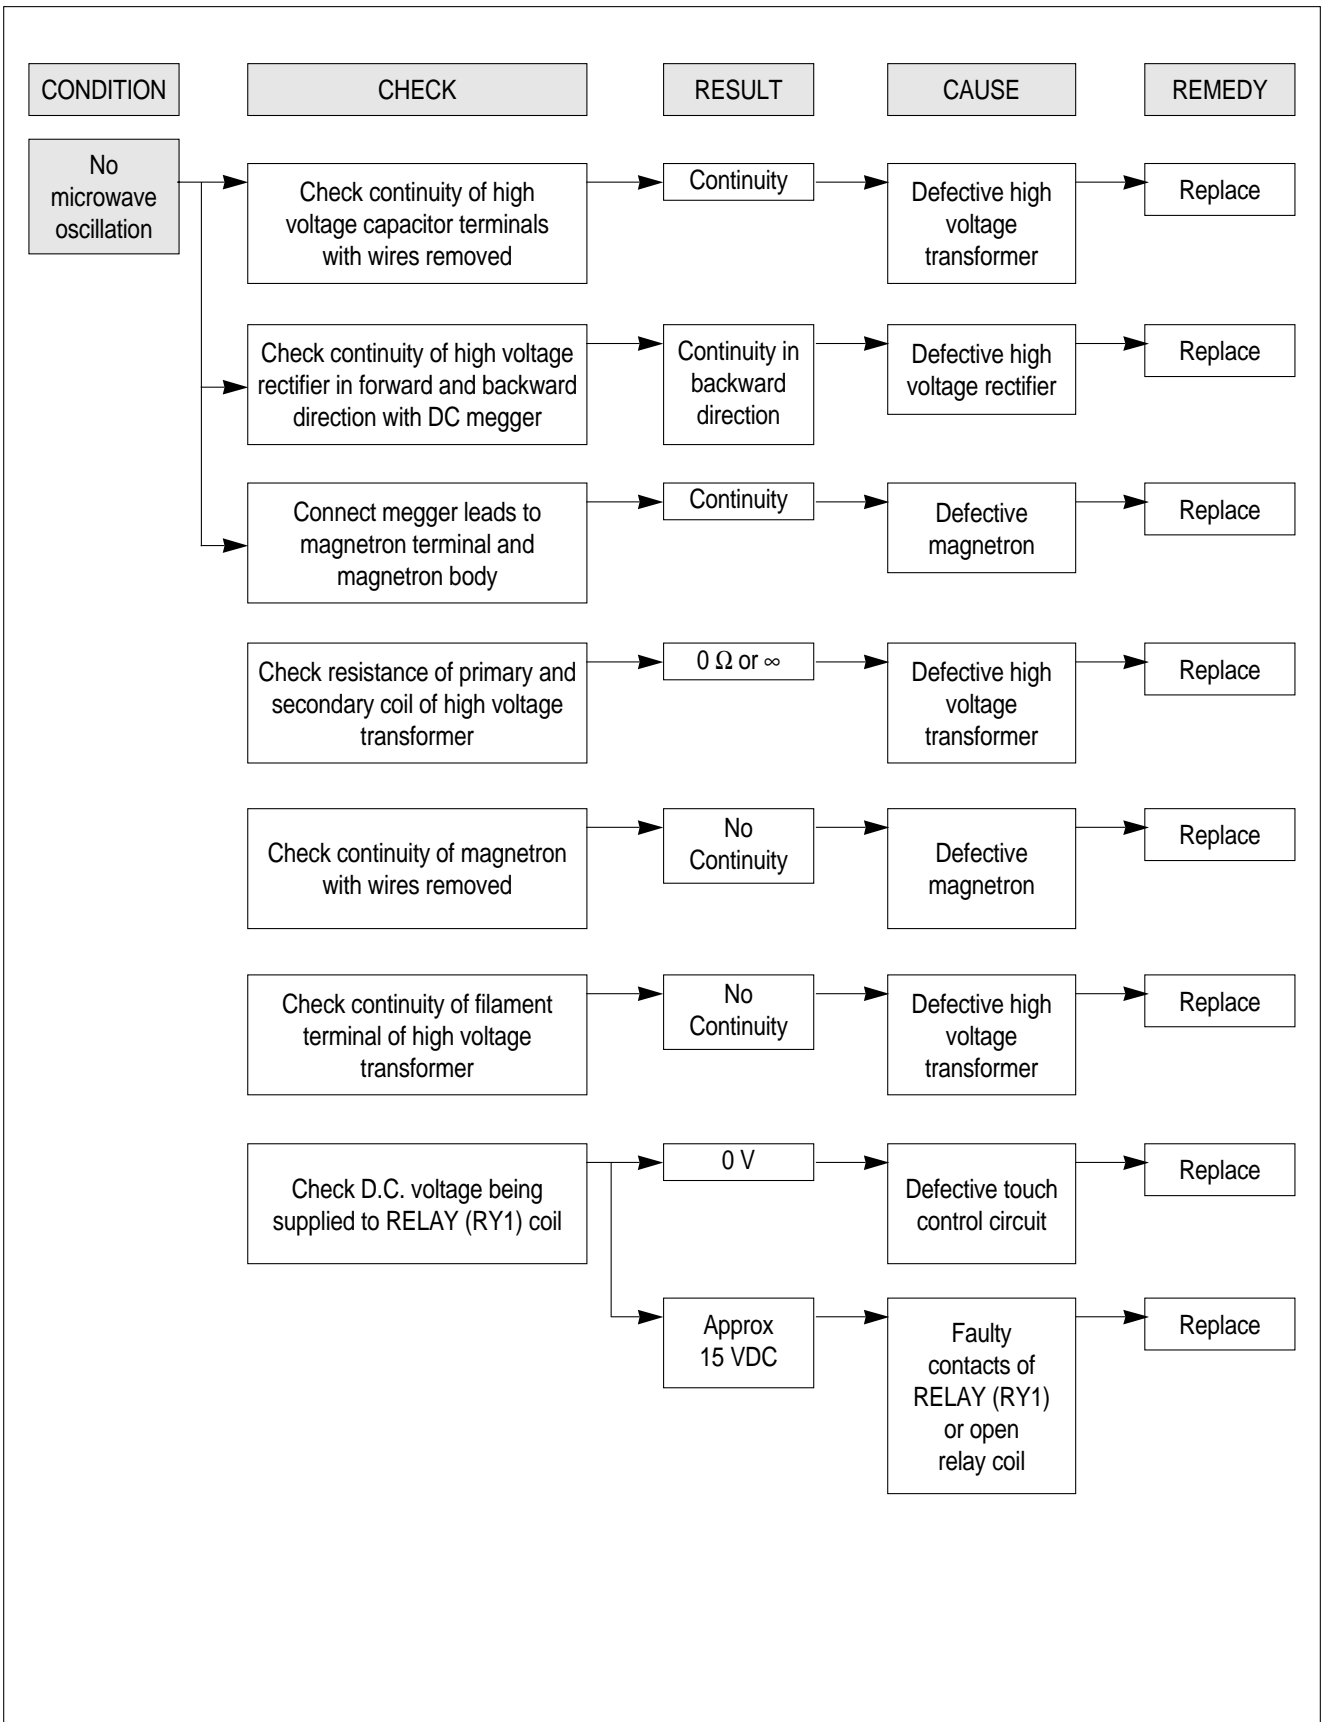 CONDITION
CHECK
RESULT
CAUSE
REMEDY
No
microwave
oscillation
Check continuity of high
voltage capacitor terminals
with wires removed
Continuity
Defective high
voltage
transformer
Replace
Check continuity of high voltage
rectifier in forward and backward
direction with DC megger
Continuity in
backward
direction
Defective high
voltage rectifier
Replace
Connect megger leads to
magnetron terminal and
magnetron body
Continuity
Defective
magnetron
Replace
Check resistance of primary and
secondary coil of high voltage
transformer
0 Ω or ∞
Defective high
voltage
transformer
Replace
Check continuity of magnetron
with wires removed
No
Continuity
Defective
magnetron
Replace
Check continuity of filament
terminal of high voltage
transformer
No
Continuity
Defective high
voltage
transformer
Replace
Check D.C. voltage being
supplied to RELAY (RY1) coil
0 V
Defective touch
control circuit
Replace
Approx
15 VDC
Faulty
contacts of
RELAY (RY1)
or open
relay coil
Replace